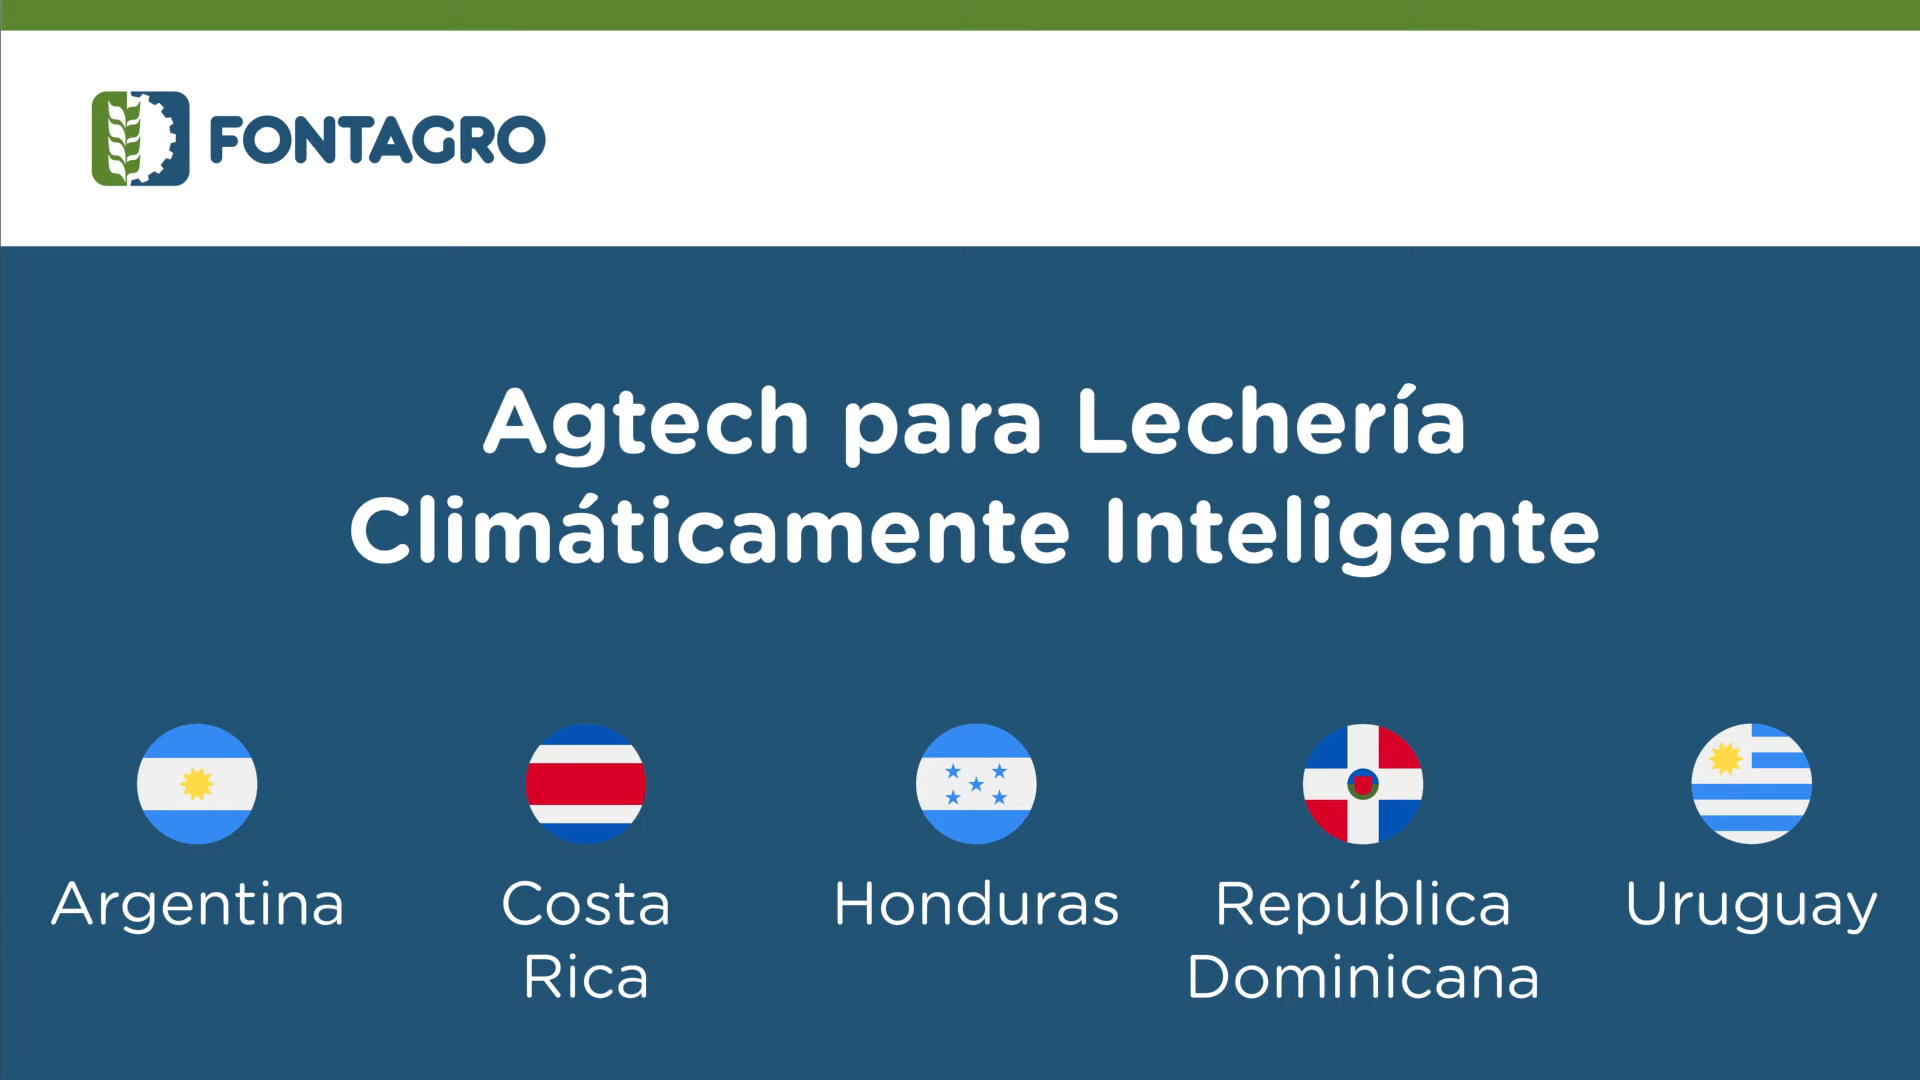 FONTAGRO
Agtech para Lechería
Climáticamente Inteligente
Argentina
Costa
Rica
Honduras
República
Dominicana
Uruguay